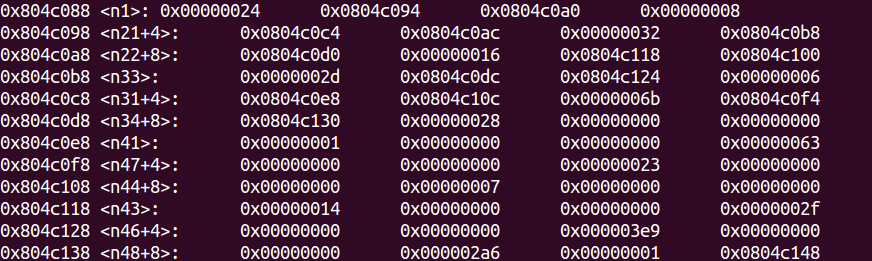 0x804c088 <n1>: 0x00000024 0x0804c094 0x0804c0a0 0x00000008
0x804c098 <n21+4>: 0x0804c0c4 0x0804c0ac 0x00000032 0x0804c0b8
0x804c0a8 <n22+8>: 0x0804c0d0 0x00000016 0x0804c118 0x0804c100
0x804c0b8 <n33>: 0x0000002d 0x0804c0dc 0x0804c124 0x00000006
0x804c0c8 <n31+4>: 0x0804c0e8 0x0804c10c 0x0000006b 0x0804c0f4
0x804c0d8 <n34+8>: 0x0804c130 0x00000028 0x00000000 0x00000000
0x804c0e8 <n41>: 0x00000001 0x00000000 0x00000000 0x00000063
0x804c0f8 <n47+4>: 0x00000000 0x00000000 0x00000023 0x00000000
0x804c108 <n44+8>: 0x00000000 0x00000007 0x00000000 0x00000000
0x804c118 <n43>: 0x00000014 0x00000000 0x00000000 0x0000002f
0x804c128 <n46+4>: 0x00000000 0x00000000 0x000003e9 0x00000000
0x804c138 <n48+8>: 0x00000000 0x000002a6 0x00000001 0x0804c148